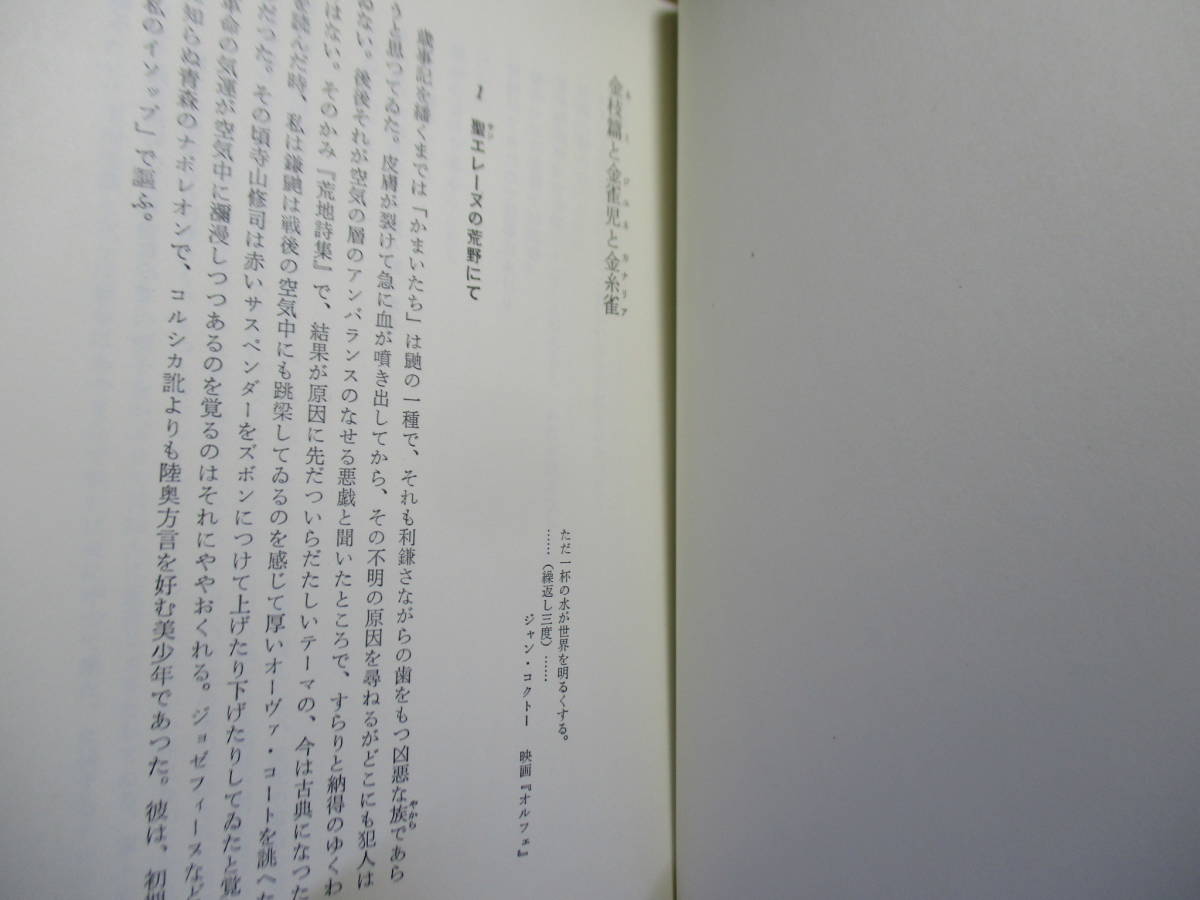 金枝篇と金雀児と金糸雀
ただ一杯の水が世界を明るくする。
……(繰返し三度)……
ジャン・コクトー 映画『オルフェ』
1 聖エレーヌの荒野にて
歳事記を繙くまでは「かまいたち」は鼬の一種で、それも利鎌さながらの歯をもつ凶悪な族であら
うと思つてゐた。皮膚が裂けて急に血が噴き出してから、その不明の原因を尋ねるがどこにも犯人は
ゐない。後後それが空気の層のアンバランスのなせる悪戯と聞いたところで、すらりと納得のゆくわ
はない。そのかみ『荒地詩集』で、結果が原因に先だついらだたしいテーマの、今は古典になつた
を読んだ時、私は鎌鼬は戦後の空気中にも跳梁してゐるのを感じて厚いオーヴァ・コートを誂へた
だつた。その頃寺山修司は赤いサスペンダーをズボンにつけて上げたり下げたりしてゐたと覚
革命の気運が空気中に瀰漫しつつあるのを覚るのはそれにややおくれる。ジョゼフィーヌなど
知らぬ青森のナポレオンで、コルシカ訛よりも陸奥方言を好む美少年であつた。彼は、初期
私のイソップ」で謳ふ。